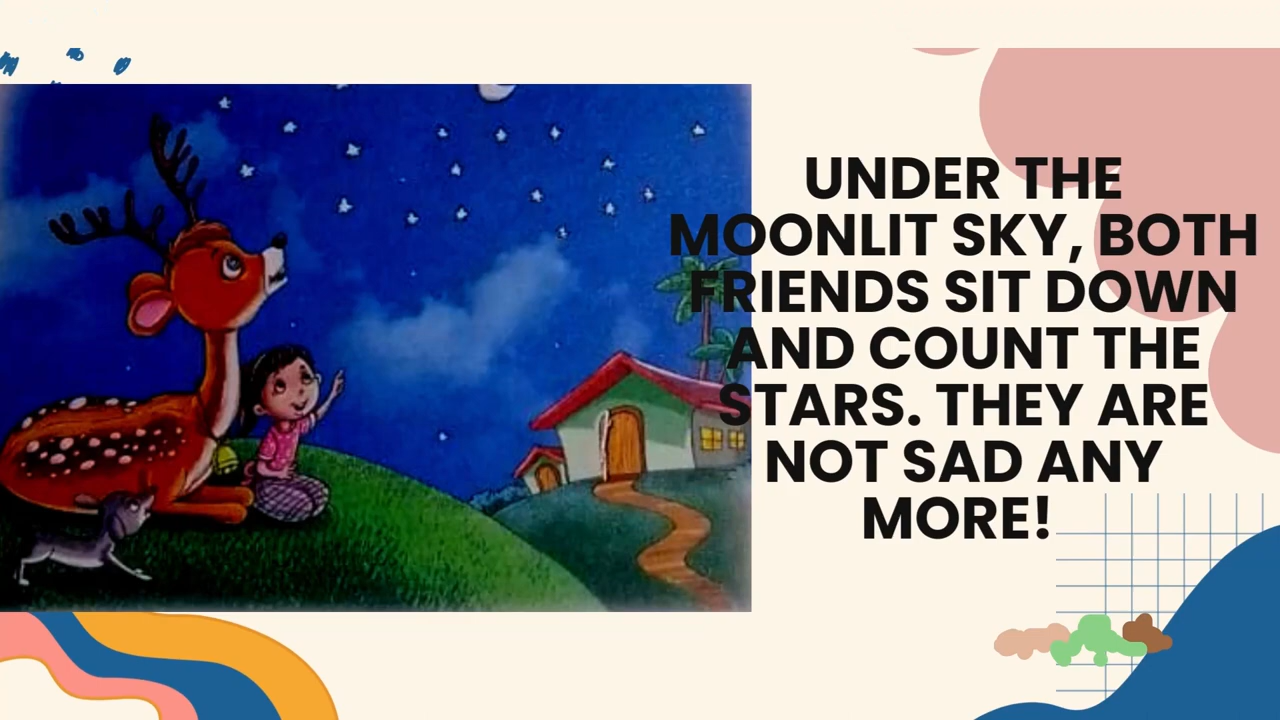 UNDER THE
MOONLIT SKY, BOTH
FRIENDS SIT DOWN
AND COUNT THE
STARS. THEY ARE
NOT SAD ANY
MORE!